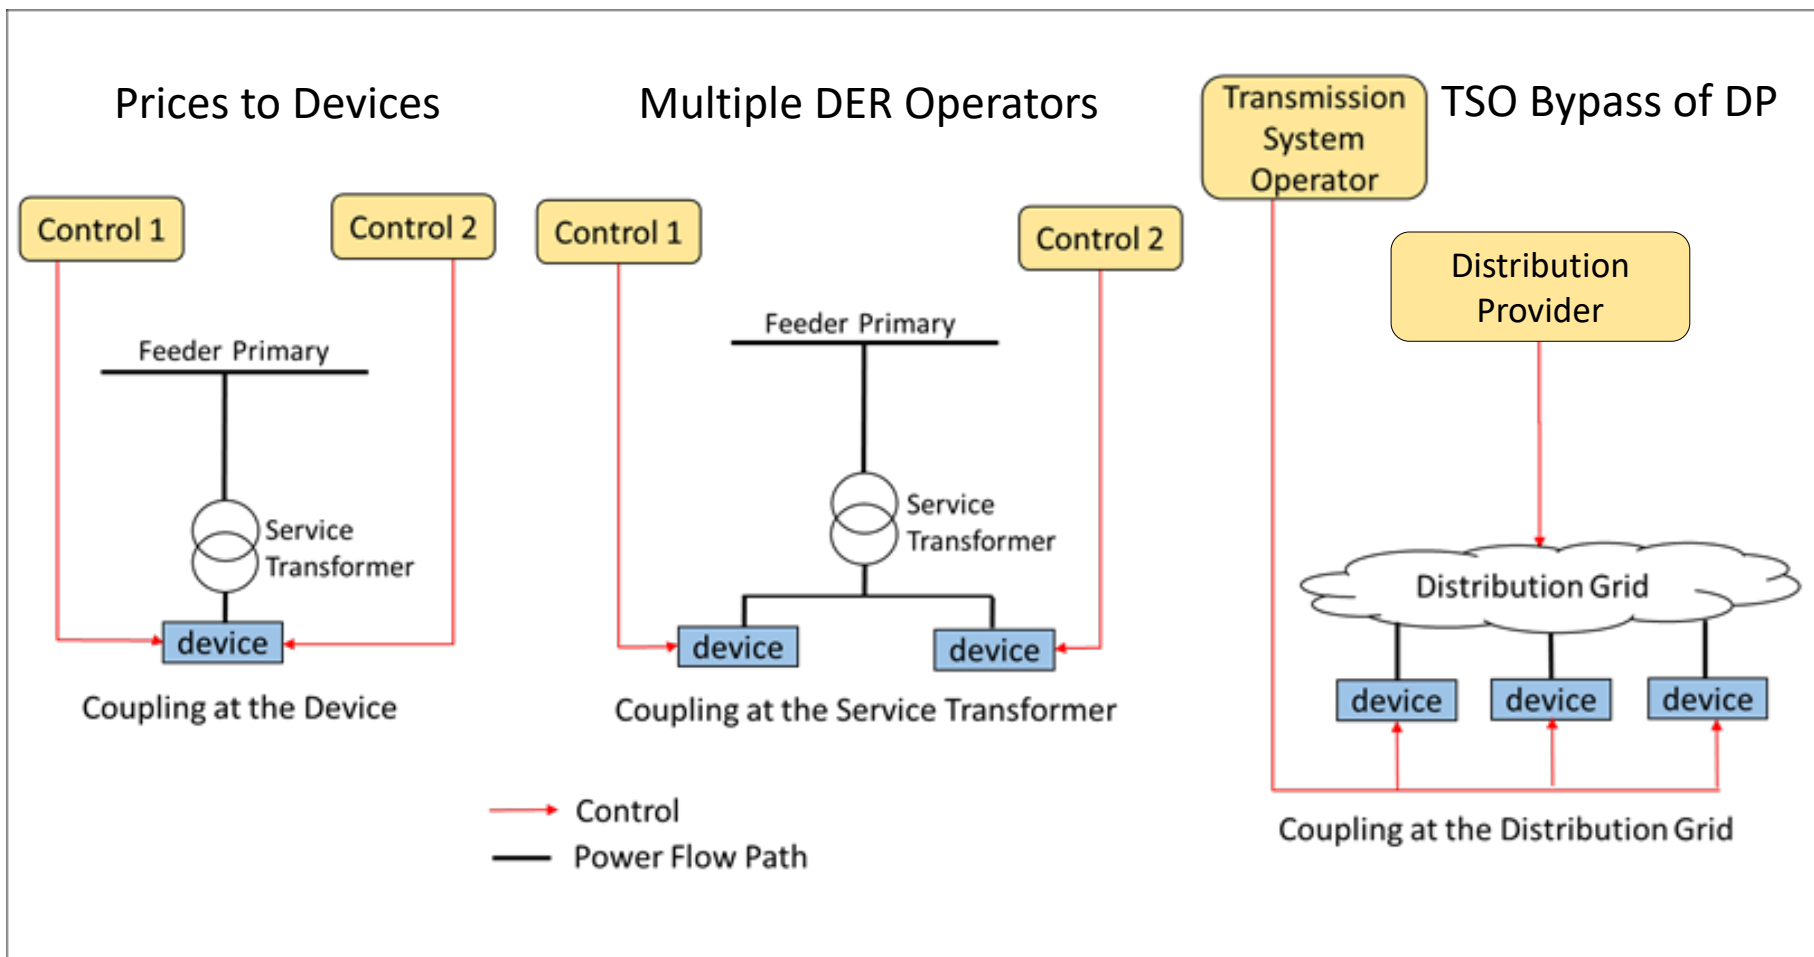 Prices to Devices
Control 1
Control 2
Feeder Primary
Service
Transformer
device
Coupling at the Device
Multiple DER Operators
Control 1
Control 2
Feeder Primary
Service
Transformer
device
device
Coupling at the Service Transformer
TSO Bypass of DP
Transmission
System
Operator
Distribution
Provider
Distribution Grid
device
device
device
Coupling at the Distribution Grid
Control
Power Flow Path